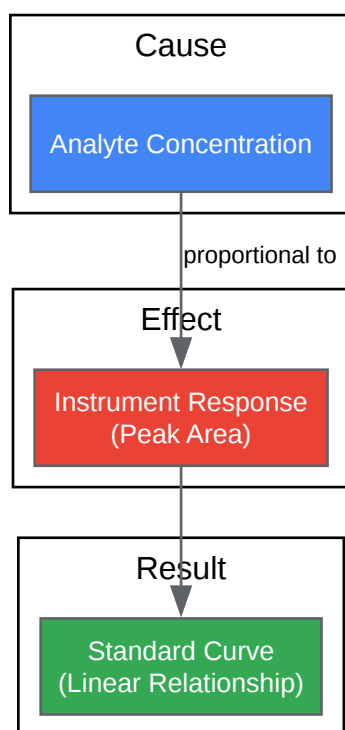 Cause
Analyte Concentration
proportional to
Effect
Instrument Response
(Peak Area)
Result
Standard Curve
(Linear Relationship)